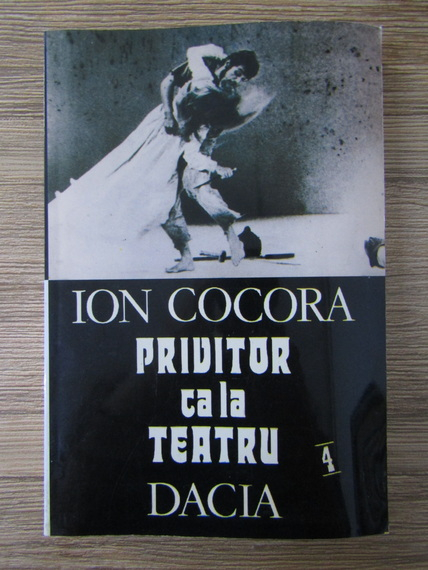 ION COCORA
PRIVITOR
ca la
TEATRU
4
DACIA